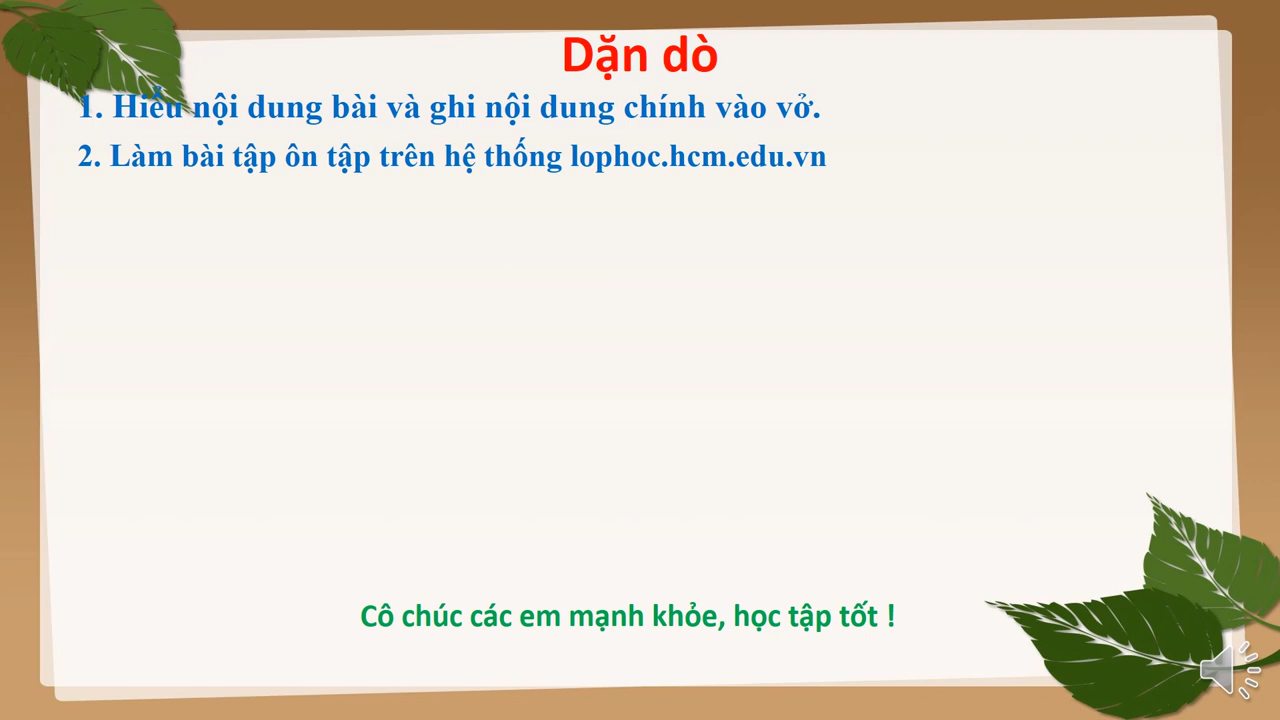 Dặn dò
1. Hiểu nội dung bài và ghi nội dung chính vào vở.
2. Làm bài tập ôn tập trên hệ thống lophoc.hcm.edu.vn
Cô chúc các em mạnh khỏe, học tập tốt !